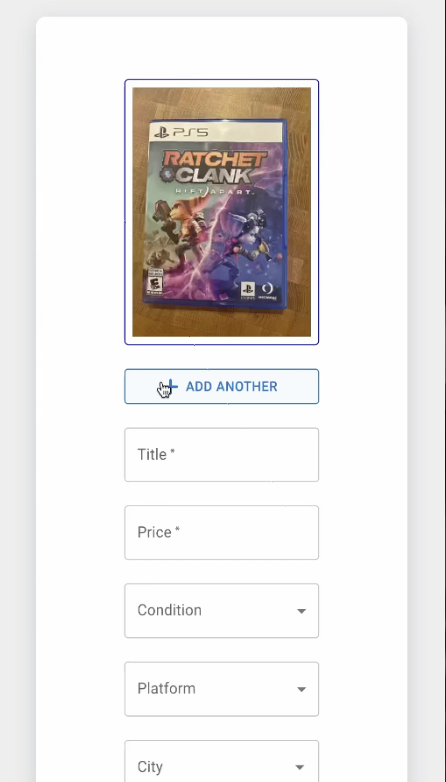 PS5
RATCHET
CLANK
RIFT APART
E
ADD ANOTHER
Title *
Price *
Condition
Platform
City